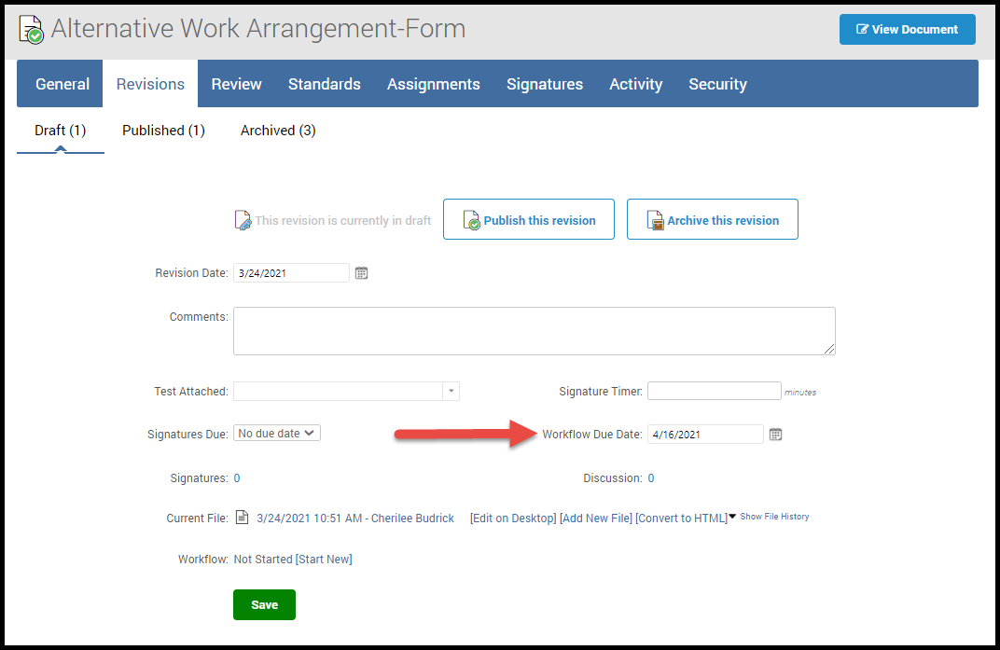 Alternative Work Arrangement-Form
View Document
General Revisions Review Standards Assignments Signatures Activity Security
Draft (1) Published (1) Archived (3)
This revision is currently in draft Publish this revision Archive this revision
Revision Date: 3/24/2021
Comments:
Test Attached: Signature Timer: minutes
Signatures Due: No due date Workflow Due Date: 4/16/2021
Signatures: 0 Discussion: 0
Current File: 3/24/2021 10:51 AM - Cherilee Budrick [Edit on Desktop] [Add New File] [Convert to HTML] Show File History
Workflow: Not Started [Start New]
Save